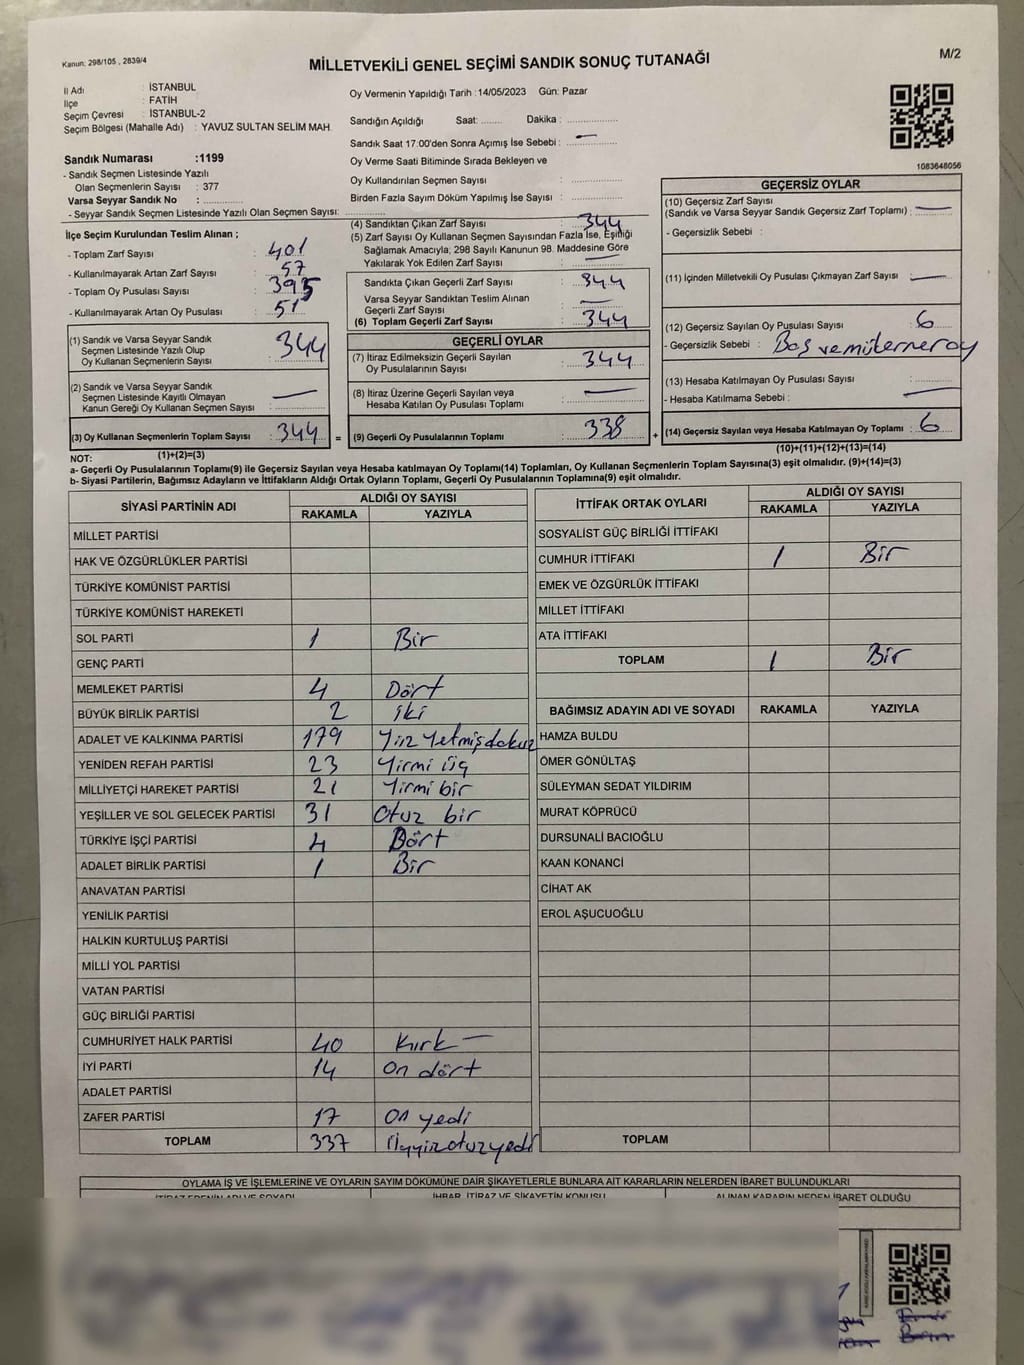 Kanun: 298/105 , 2839/4
MİLLETVEKİLİ GENEL SEÇİMİ SANDIK SONUÇ TUTANAĞI
M/2
İl Adı : İSTANBUL
İlçe : FATİH
Seçim Çevresi : İSTANBUL-2
Seçim Bölgesi (Mahalle Adı) : YAVUZ SULTAN SELİM MAH.
Sandık Numarası :1199
- Sandık Seçmen Listesinde Yazılı
Olan Seçmenlerin Sayısı : 377
Varsa Seyyar Sandık No :
- Seyyar Sandık Seçmen Listesinde Yazılı Olan Seçmen Sayısı:
Oy Vermenin Yapıldığı Tarih :14/05/2023 Gün: Pazar
Sandığın Açıldığı Saat: Dakika :
Sandık Saat 17:00'den Sonra Açımış İse Sebebi : —
Oy Verme Saati Bitiminde Sırada Bekleyen ve
Oy Kullandırılan Seçmen Sayısı :
Birden Fazla Sayım Döküm Yapılmış İse Sayısı :
1083648056
İlçe Seçim Kurulundan Teslim Alınan ;
- Toplam Zarf Sayısı : 401
- Kullanılmayarak Artan Zarf Sayısı : 57
- Toplam Oy Pusulası Sayısı : 395
- Kullanılmayarak Artan Oy Pusulası : 51
(4) Sandıktan Çıkan Zarf Sayısı : 344
(5) Zarf Sayısı Oy Kullanan Seçmen Sayısından Fazla İse, Eşitliği
Sağlamak Amacıyla, 298 Sayılı Kanunun 98. Maddesine Göre
Yakılarak Yok Edilen Zarf Sayısı : —
Sandıkta Çıkan Geçerli Zarf Sayısı : 344
Varsa Seyyar Sandıktan Teslim Alınan
Geçerli Zarf Sayısı : —
(6) Toplam Geçerli Zarf Sayısı : 344
GEÇERSİZ OYLAR
(10) Geçersiz Zarf Sayısı
(Sandık ve Varsa Seyyar Sandık Geçersiz Zarf Toplamı) : —
- Geçersizlik Sebebi :
(11) İçinden Milletvekili Oy Pusulası Çıkmayan Zarf Sayısı : —
(12) Geçersiz Sayılan Oy Pusulası Sayısı : 6
- Geçersizlik Sebebi : Boş ve oy
(13) Hesaba Katılmayan Oy Pusulası Sayısı :
- Hesaba Katılmama Sebebi : —
(14) Geçersiz Sayılan veya Hesaba Katılmayan Oy Toplamı : 6
(10)+(11)+(12)+(13)=(14)
(1) Sandık ve Varsa Seyyar Sandık
Seçmen Listesinde Yazılı Olup
Oy Kullanan Seçmenlerin Sayısı : 344
(2) Sandık ve Varsa Seyyar Sandık
Seçmen Listesinde Kayıtlı Olmayan
Kanun Gereği Oy Kullanan Seçmen Sayısı : —
(3) Oy Kullanan Seçmenlerin Toplam Sayısı : 344 =
(1)+(2)=(3)
GEÇERLİ OYLAR
(7) İtiraz Edilmeksizin Geçerli Sayılan
Oy Pusulalarının Sayısı : 344
(8) İtiraz Üzerine Geçerli Sayılan veya
Hesaba Katılan Oy Pusulası Toplamı : —
(9) Geçerli Oy Pusulalarının Toplamı : 338 +
NOT:
a- Geçerli Oy Pusulalarının Toplamı(9) ile Geçersiz Sayılan veya Hesaba katılmayan Oy Toplamı(14) Toplamları, Oy Kullanan Seçmenlerin Toplam Sayısına(3) eşit olmalıdır. (9)+(14)=(3)
b- Siyasi Partilerin, Bağımsız Adayların ve İttifakların Aldığı Ortak Oyların Toplamı, Geçerli Oy Pusulalarının Toplamına(9) eşit olmalıdır.
SİYASİ PARTİNİN ADI ALDIĞI OY SAYISI
RAKAMLA YAZIYLA
MİLLET PARTİSİ
HAK VE ÖZGÜRLÜKLER PARTİSİ
TÜRKİYE KOMÜNİST PARTİSİ
TÜRKİYE KOMÜNİST HAREKETİ
SOL PARTİ 1 Bir
GENÇ PARTİ
MEMLEKET PARTİSİ 4 Dört
BÜYÜK BİRLİK PARTİSİ 2 iki
ADALET VE KALKINMA PARTİSİ 179 Yüz Yetmişdokuz
YENİDEN REFAH PARTİSİ 23 Yirmi üç
MİLLİYETÇİ HAREKET PARTİSİ 21 Yirmi bir
YEŞİLLER VE SOL GELECEK PARTİSİ 31 Otuz bir
TÜRKİYE İŞÇİ PARTİSİ 4 Dört
ADALET BİRLİK PARTİSİ 1 Bir
ANAVATAN PARTİSİ
YENİLİK PARTİSİ
HALKIN KURTULUŞ PARTİSİ
MİLLİ YOL PARTİSİ
VATAN PARTİSİ
GÜÇ BİRLİĞİ PARTİSİ
CUMHURİYET HALK PARTİSİ 40 Kırk —
İYİ PARTİ 14 On dört
ADALET PARTİSİ
ZAFER PARTİSİ 17 On yedi
TOPLAM 337 Üçyüzotuzyedi
İTTİFAK ORTAK OYLARI ALDIĞI OY SAYISI
RAKAMLA YAZIYLA
SOSYALİST GÜÇ BİRLİĞİ İTTİFAKI
CUMHUR İTTİFAKI 1 Bir
EMEK VE ÖZGÜRLÜK İTTİFAKI
MİLLET İTTİFAKI
ATA İTTİFAKI
TOPLAM 1 Bir
BAĞIMSIZ ADAYIN ADI VE SOYADI RAKAMLA YAZIYLA
HAMZA BULDU
ÖMER GÖNÜLTAŞ
SÜLEYMAN SEDAT YILDIRIM
MURAT KÖPRÜCÜ
DURSUNALİ BACIOĞLU
KAAN KONANCİ
CİHAT AK
EROL AŞUCUOĞLU
TOPLAM
OYLAMA İŞ VE İŞLEMLERİNE VE OYLARIN SAYIM DÖKÜMÜNE DAİR ŞİKAYETLERLE BUNLARA AİT KARARLARIN NELERDEN İBARET BULUNDUKLARI
İTİRAZ EDENİN ADI VE SOYADI İHBAR, İTİRAZ VE ŞİKAYETİN KONUSU ALINAN KARARIN NEDEN İBARET OLDUĞU